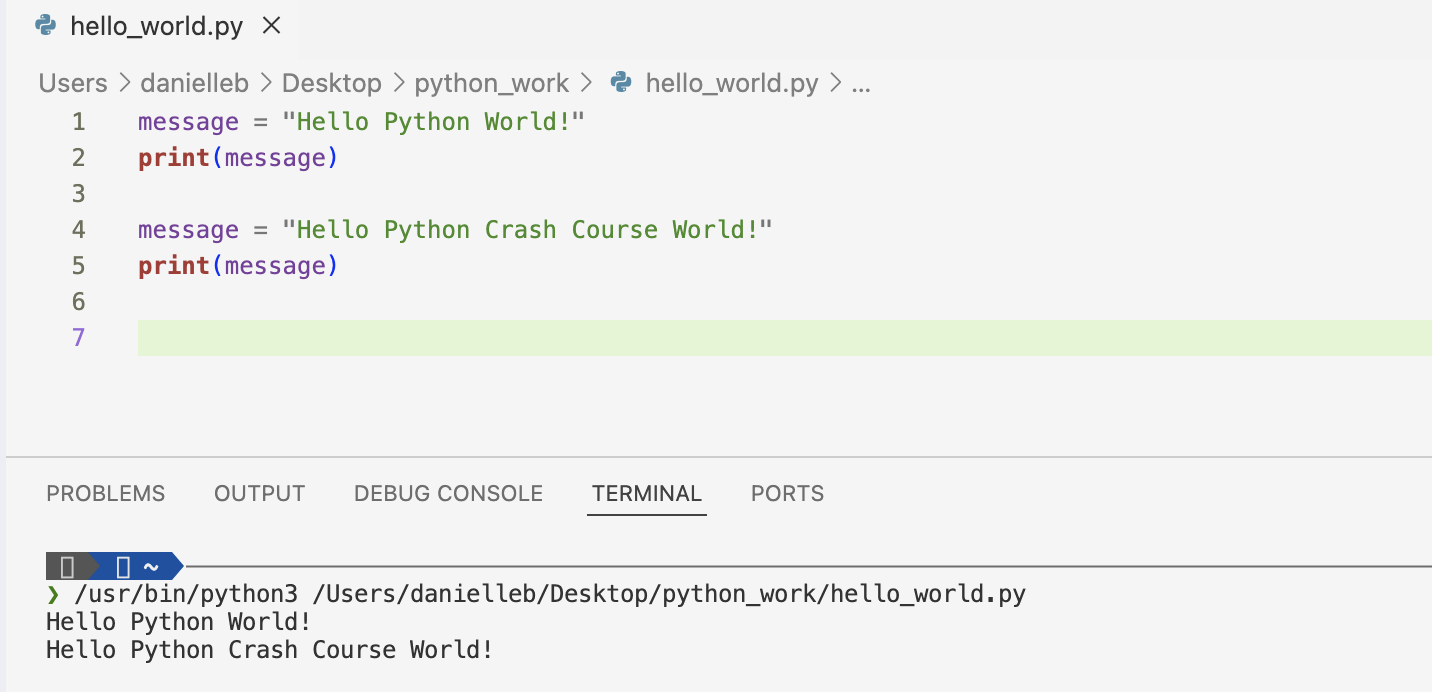 hello_world.py ×
Users > danielleb > Desktop > python_work > hello_world.py > ...
1 message = "Hello Python World!"
2 print(message)
3
4 message = "Hello Python Crash Course World!"
5 print(message)
6
7
PROBLEMS OUTPUT DEBUG CONSOLE TERMINAL PORTS
~
❯ /usr/bin/python3 /Users/danielleb/Desktop/python_work/hello_world.py
Hello Python World!
Hello Python Crash Course World!